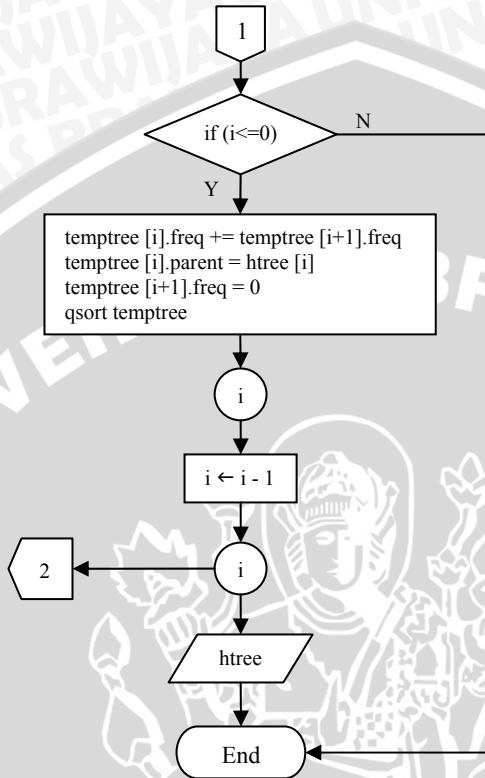 1
if (i<=0)
N
Y
temptree [i].freq += temptree [i+1].freq
temptree [i].parent = htree [i]
temptree [i+1].freq = 0
qsort temptree
i
i ← i - 1
2
i
htree
End